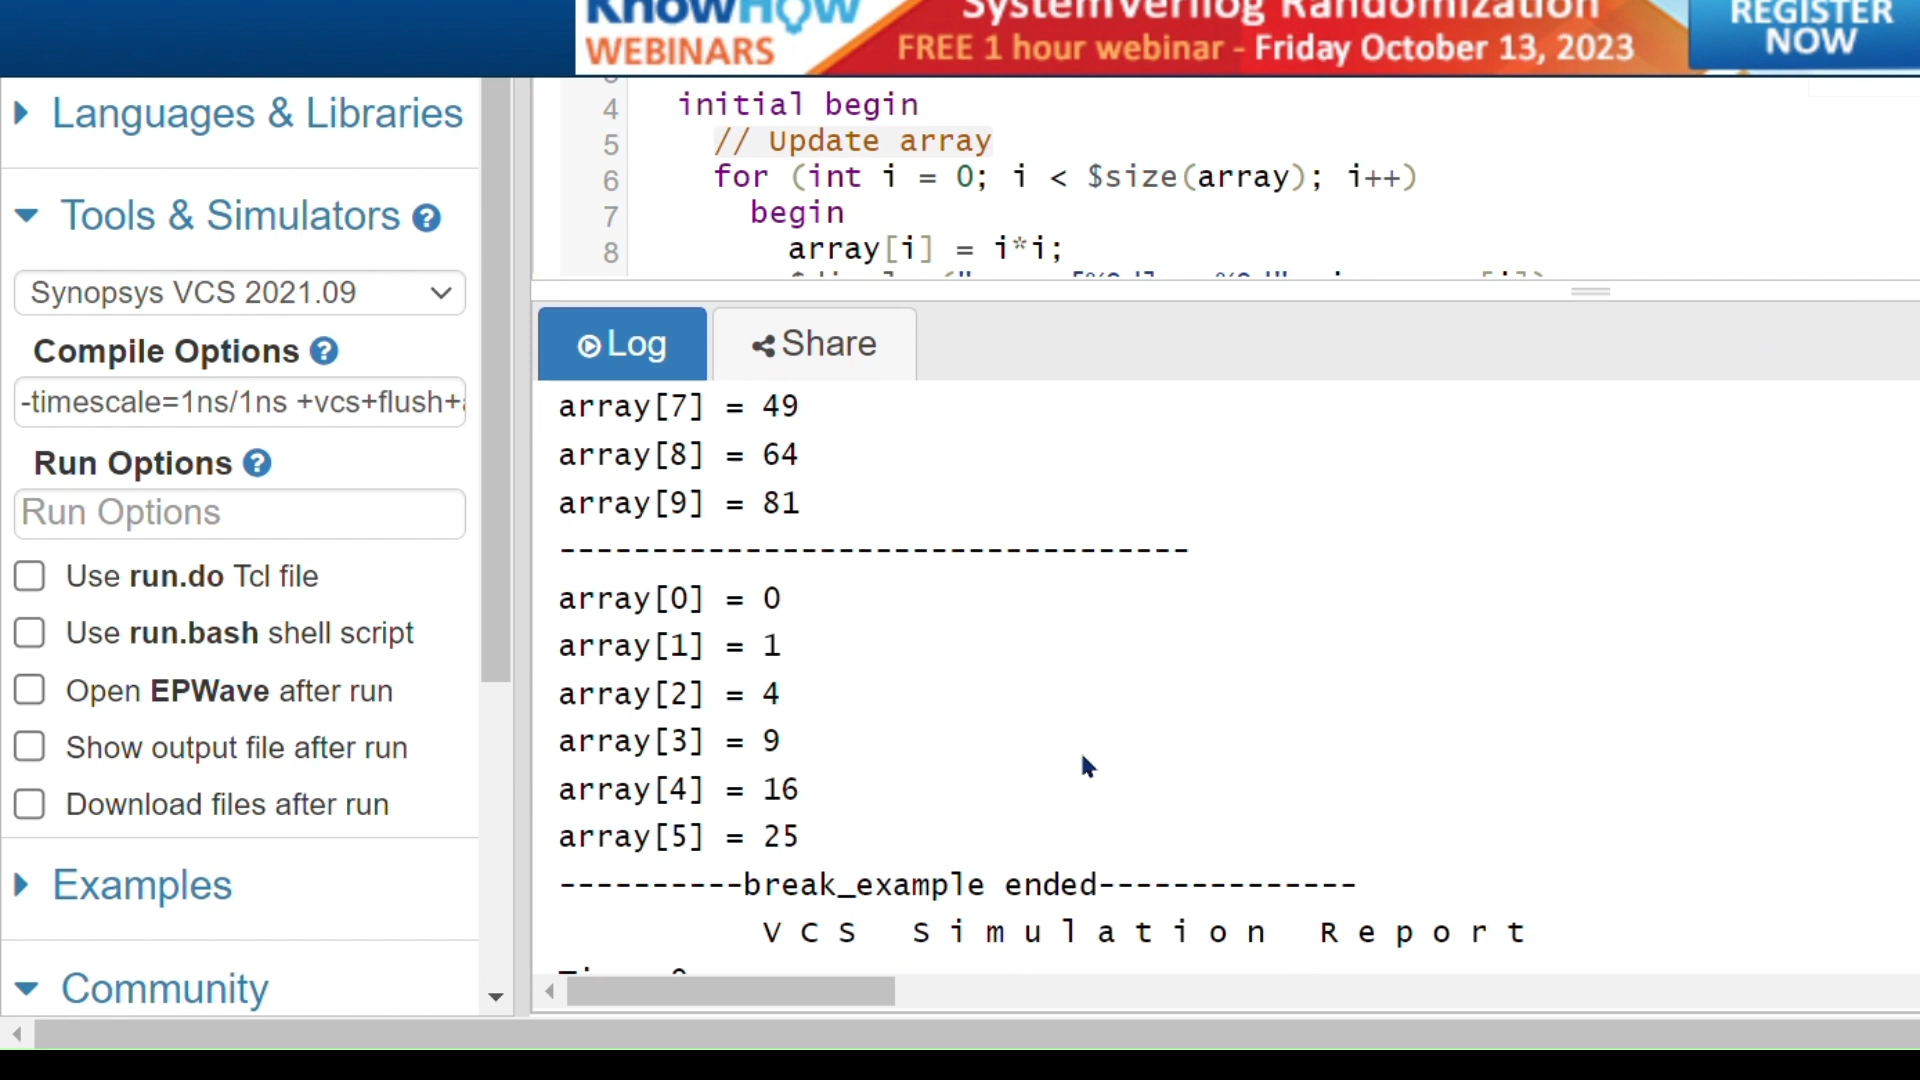 KnowHow
WEBINARS
SystemVerilog Randomization
FREE 1 hour webinar - Friday October 13, 2023
REGISTER
NOW
Languages & Libraries
Tools & Simulators ?
Synopsys VCS 2021.09
Compile Options ?
-timescale=1ns/1ns +vcs+flush+
Run Options ?
Run Options
Use run.do Tcl file
Use run.bash shell script
Open EPWave after run
Show output file after run
Download files after run
Examples
Community
4 initial begin
5 // Update array
6 for (int i = 0; i < $size(array); i++)
7 begin
8 array[i] = i*i;
Log
Share
array[7] = 49
array[8] = 64
array[9] = 81
----------------------------------
array[0] = 0
array[1] = 1
array[2] = 4
array[3] = 9
array[4] = 16
array[5] = 25
----------break_example ended--------------
V C S   S i m u l a t i o n   R e p o r t